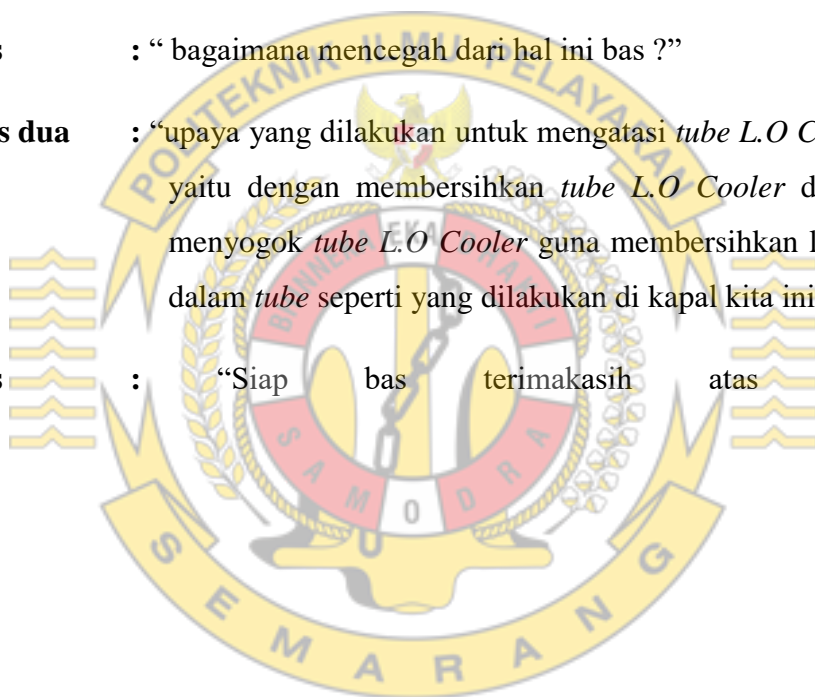 : “ bagaimana mencegah dari hal ini bas ?”
dua : “upaya yang dilakukan untuk mengatasi tube L.O
yaitu dengan membersihkan tube L.O Cooler
menyogok tube L.O Cooler guna membersihkan
dalam tube seperti yang dilakukan di kapal kita ini
: “Siap bas terimakasih atas
POLITEKNIK ILMU PELAYARAN
SAMODRA
SEMARANG